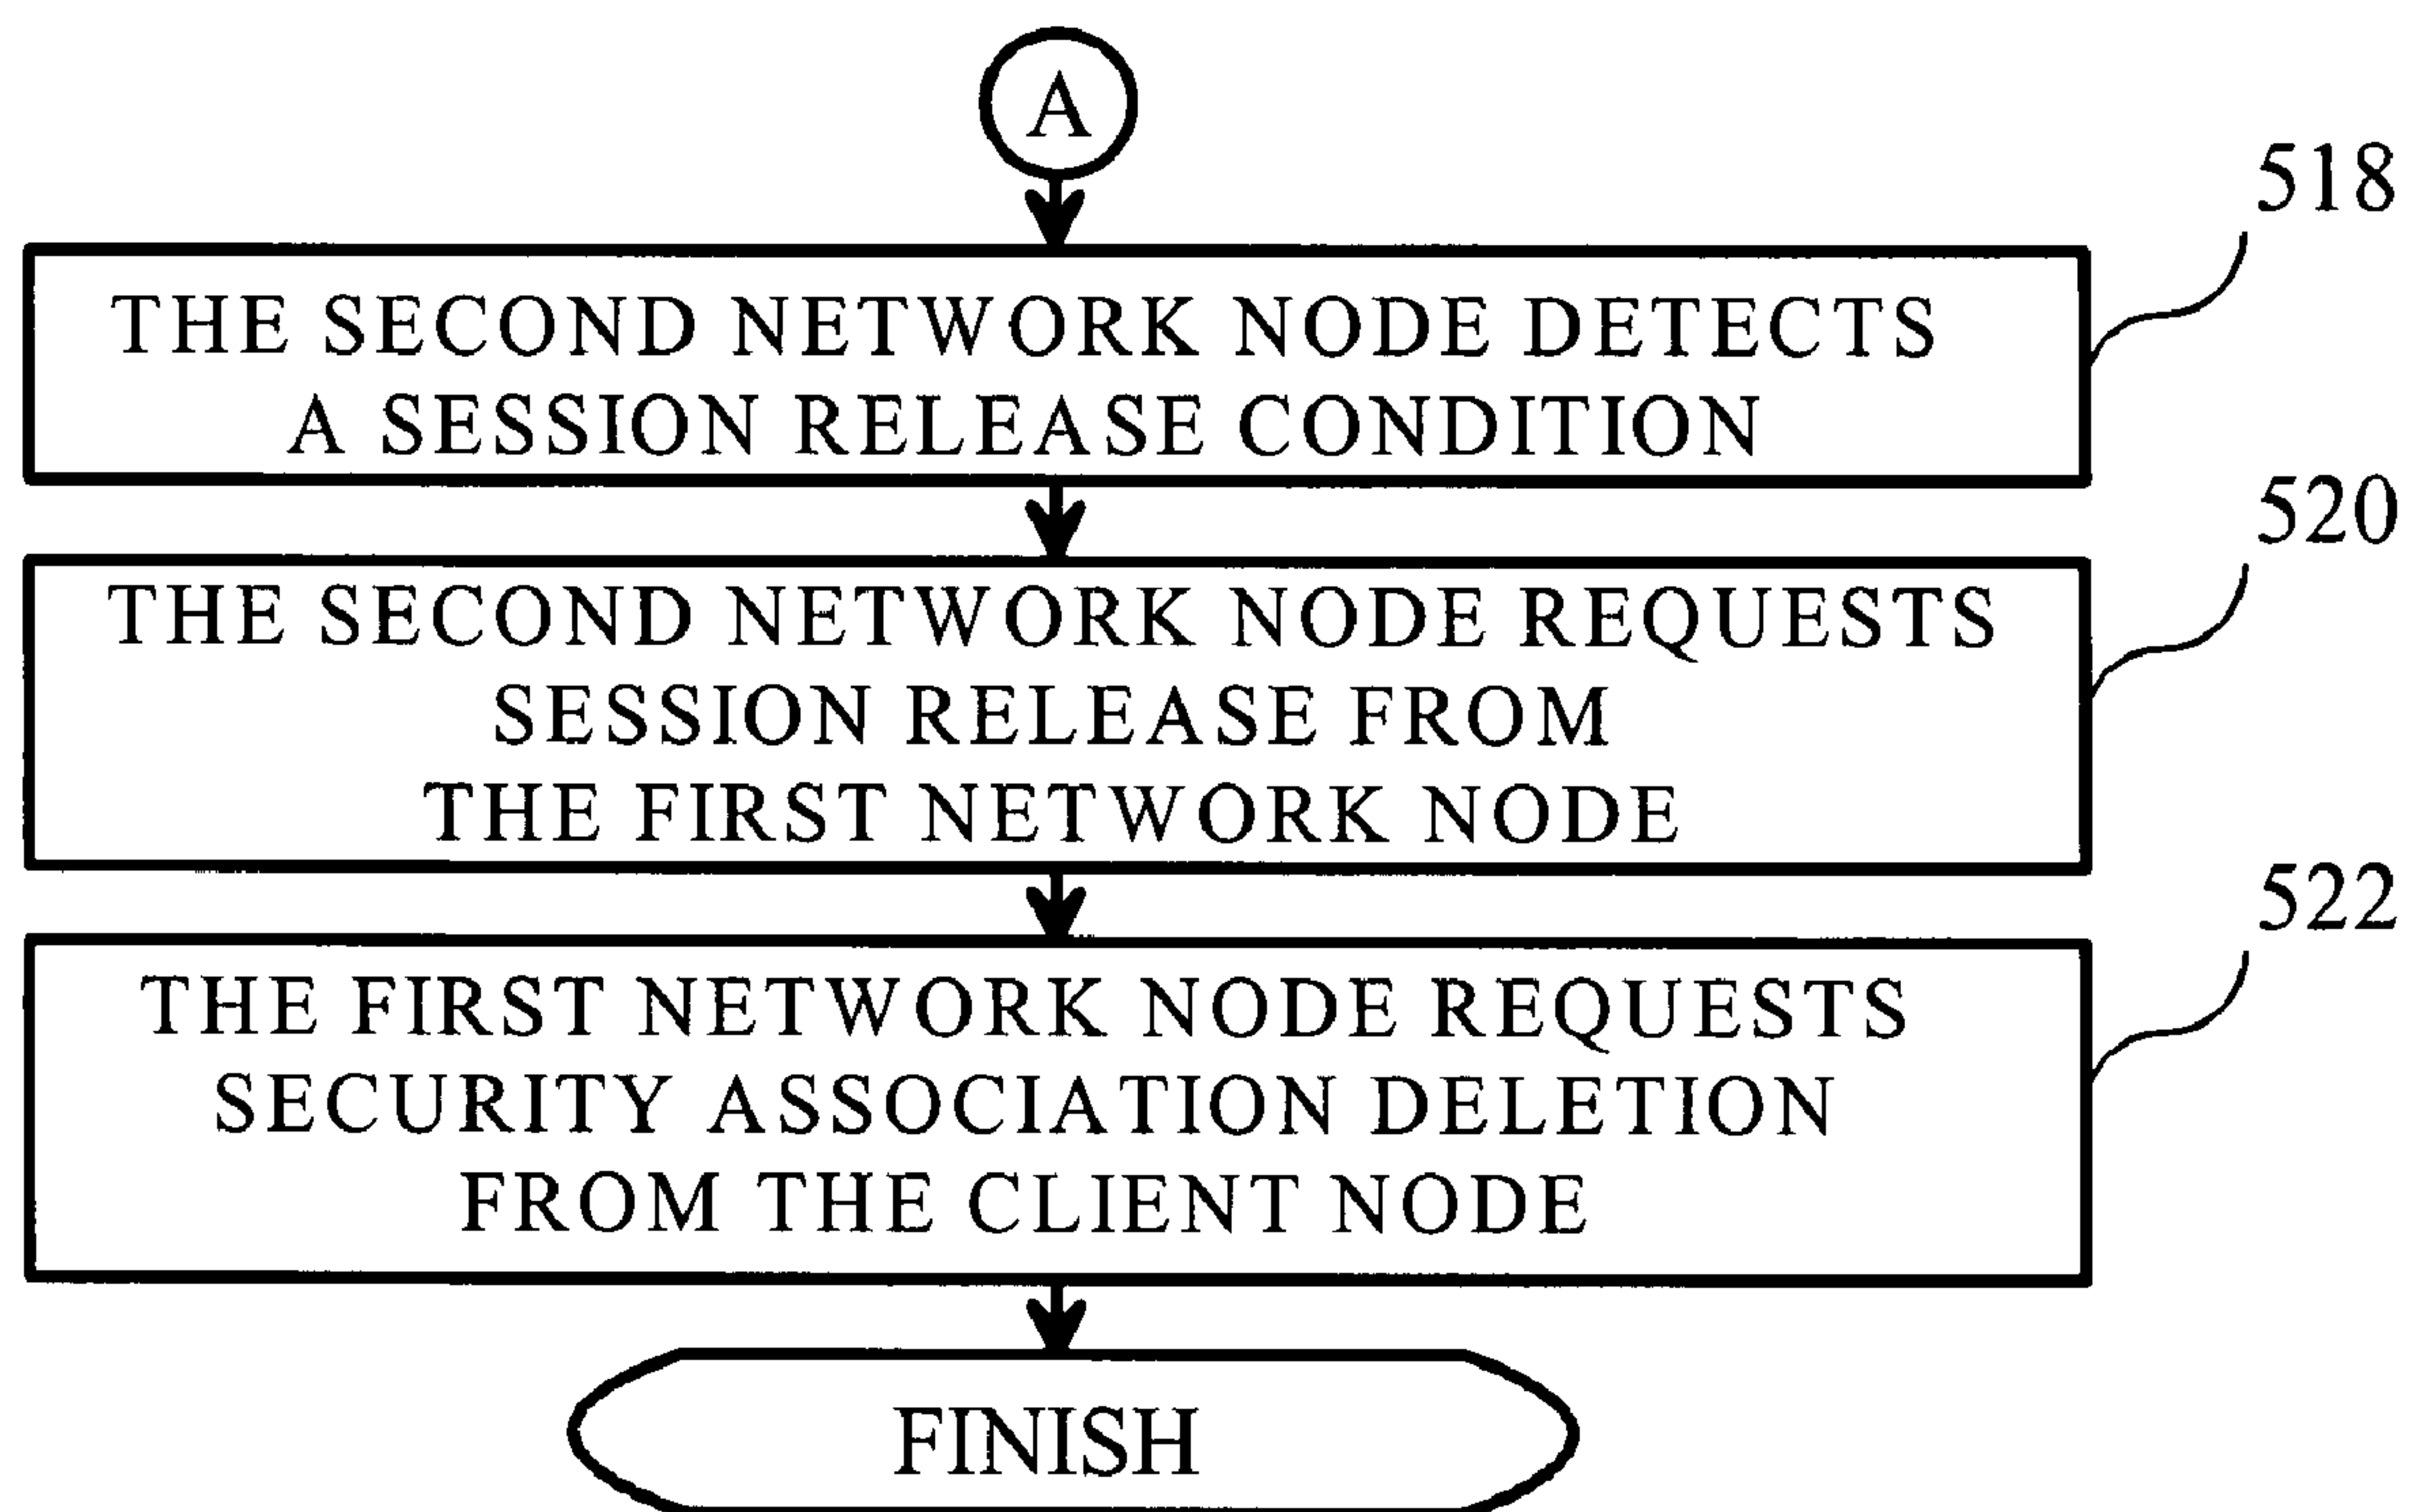 A
518
THE SECOND NETWORK NODE DETECTS
A SESSION RELEASE CONDITION
520
THE SECOND NETWORK NODE REQUESTS
SESSION RELEASE FROM
THE FIRST NETWORK NODE
522
THE FIRST NETWORK NODE REQUESTS
SECURITY ASSOCIATION DELETION
FROM THE CLIENT NODE
FINISH